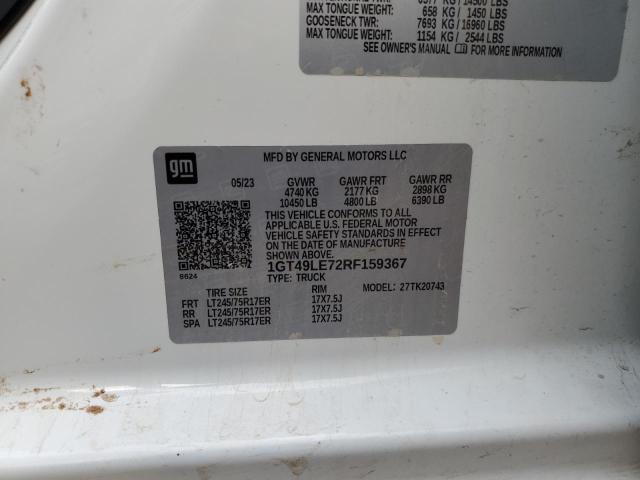 KG/14500 LBS
MAX TONGUE WEIGHT: 658 KG / 1450 LBS
GOOSENECK TWR: 7693 KG/16960 LBS
MAX TONGUE WEIGHT: 1154 KG / 2544 LBS
SEE OWNER'S MANUAL FOR MORE INFORMATION
gm
MFD BY GENERAL MOTORS LLC
05/23 GVWR GAWR FRT GAWR RR
4740 KG 2177 KG 2898 KG
10450 LB 4800 LB 6390 LB
THIS VEHICLE CONFORMS TO ALL
APPLICABLE U.S. FEDERAL MOTOR
VEHICLE SAFETY STANDARDS IN
EFFECT ON THE DATE OF MANUFACTURE
SHOWN ABOVE.
1GT49LE72RF159367
8624
TYPE: TRUCK
TIRE SIZE RIM MODEL: 27TK20743
FRT LT245/75R17ER 17X7.5J
RR LT245/75R17ER 17X7.5J
SPA LT245/75R17ER 17X7.5J